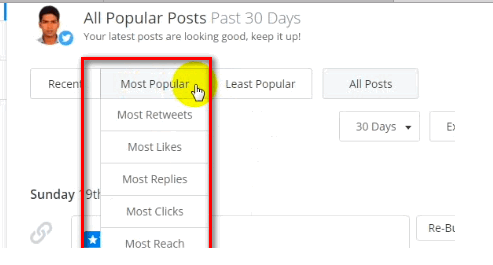 All Popular Posts Past 30 Days
Your latest posts are looking good, keep it up!
Recent Most Popular Least Popular All Posts
Most Retweets
30 Days
Most Likes
Most Replies
Sunday 19th
Most Clicks
Re-Bu
Most Reach